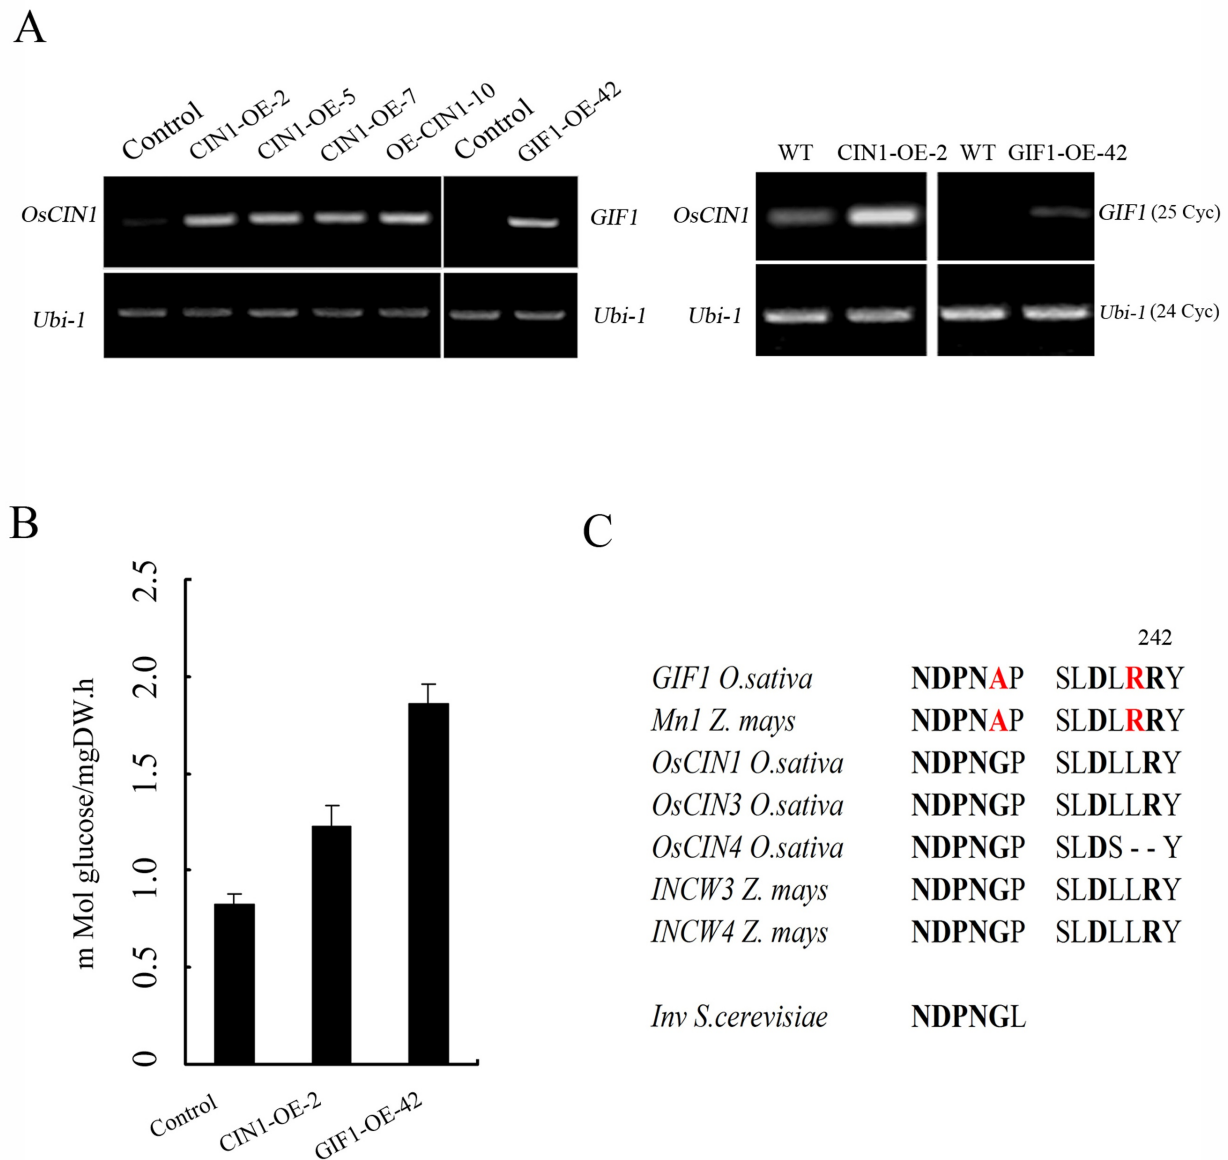 A
Control CIN1-OE-2 CIN1-OE-5 CIN1-OE-7 OE-CIN1-10 Control GIF1-OE-42
WT CIN1-OE-2 WT GIF1-OE-42
OsCIN1 GIF1 OsCIN1 GIF1 (25 Cyc)
Ubi-1 Ubi-1 Ubi-1 Ubi-1 (24 Cyc)
B
m Mol glucose/mgDW.h
2.5
2.0
1.5
1.0
0.5
0
Control CIN1-OE-2 GIF1-OE-42
C
242
GIF1 O.sativa NDPNAP SLDLRRY
Mn1 Z. mays NDPNAP SLDLRRY
OsCIN1 O.sativa NDPNGP SLDLLRY
OsCIN3 O.sativa NDPNGP SLDLLRY
OsCIN4 O.sativa NDPNGP SLDS - - Y
INCW3 Z. mays NDPNGP SLDLLRY
INCW4 Z. mays NDPNGP SLDLLRY
Inv S.cerevisiae NDPNGL